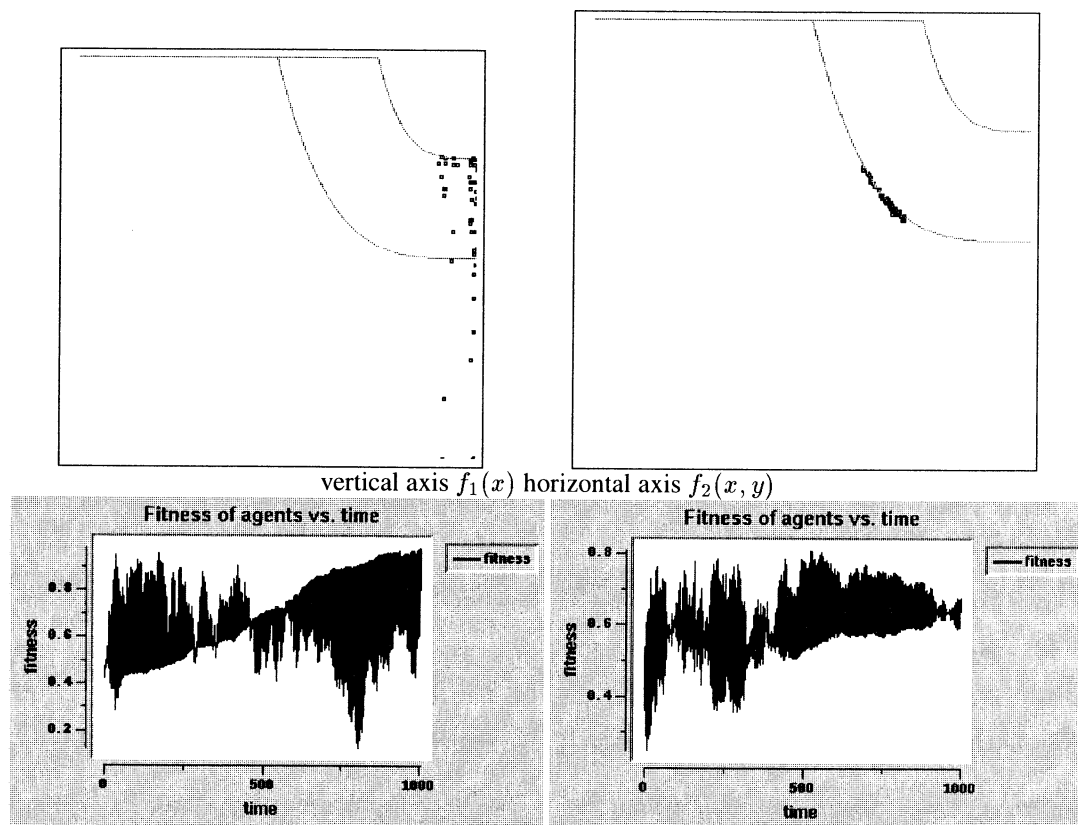 vertical axis f₁(x) horizontal axis f₂(x, y)
Fitness of agents vs. time
fitness
0.8
0.6
0.4
0.2
fitness
0
500
1000
time
Fitness of agents vs. time
fitness
0.8
0.6
0.4
fitness
0
500
1000
time